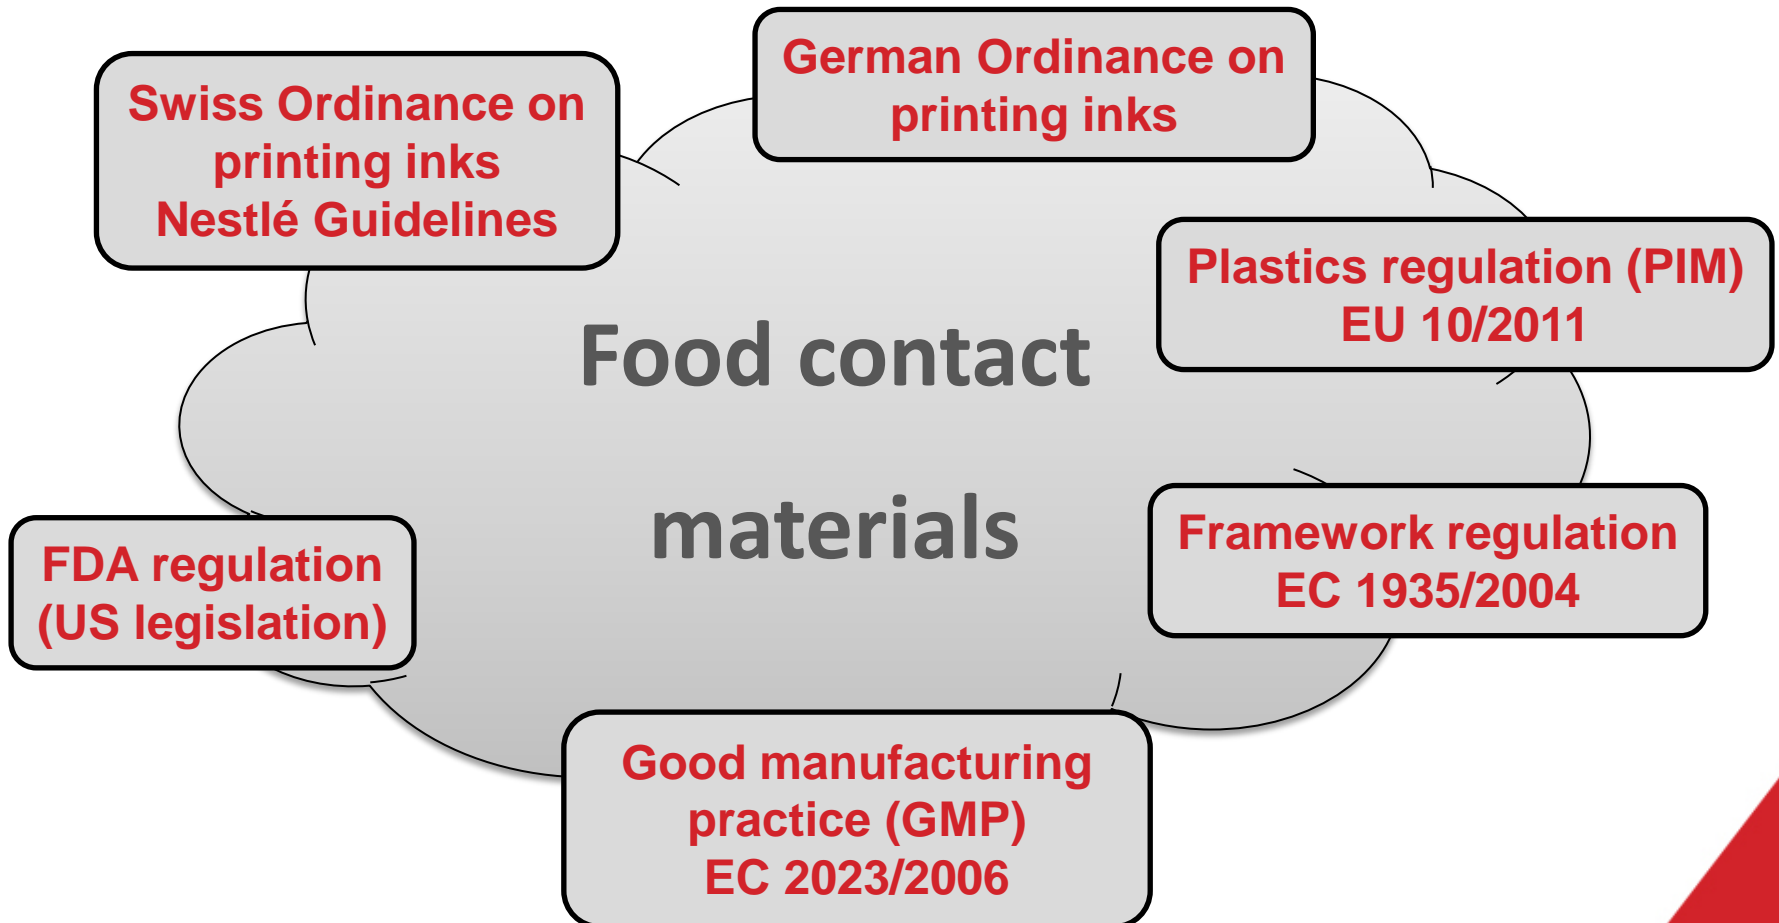 German Ordinance on
printing inks
Swiss Ordinance on
printing inks
Nestlé Guidelines
Plastics regulation (PIM)
EU 10/2011
Food contact
materials
Framework regulation
EC 1935/2004
FDA regulation
(US legislation)
Good manufacturing
practice (GMP)
EC 2023/2006